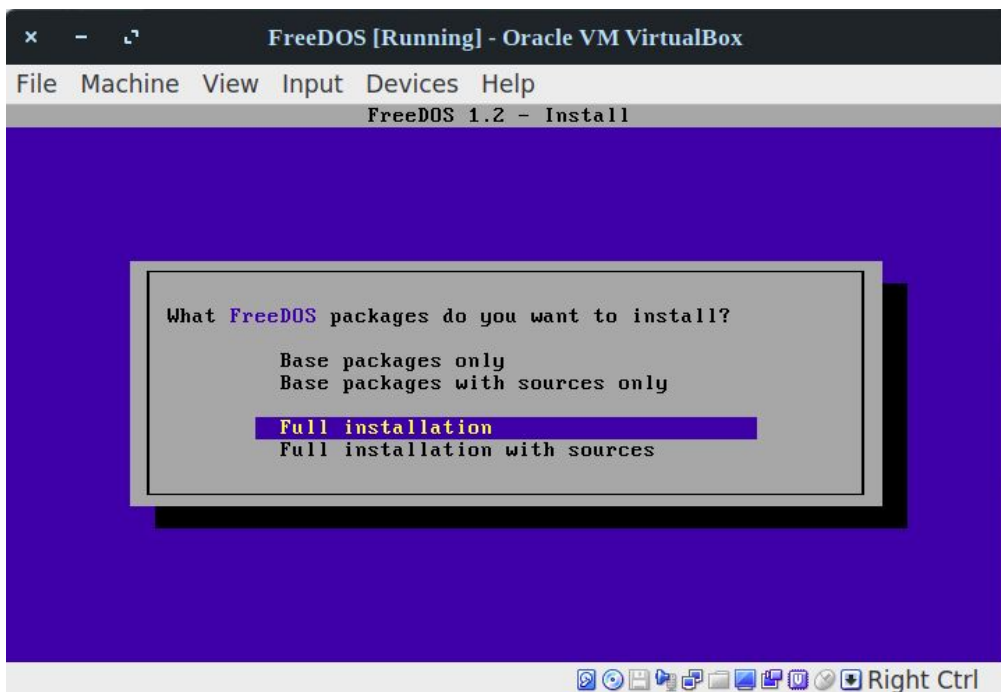 FreeDOS [Running] - Oracle VM VirtualBox
File Machine View Input Devices Help
FreeDOS 1.2 - Install
What FreeDOS packages do you want to install?
Base packages only
Base packages with sources only
Full installation
Full installation with sources
Right Ctrl